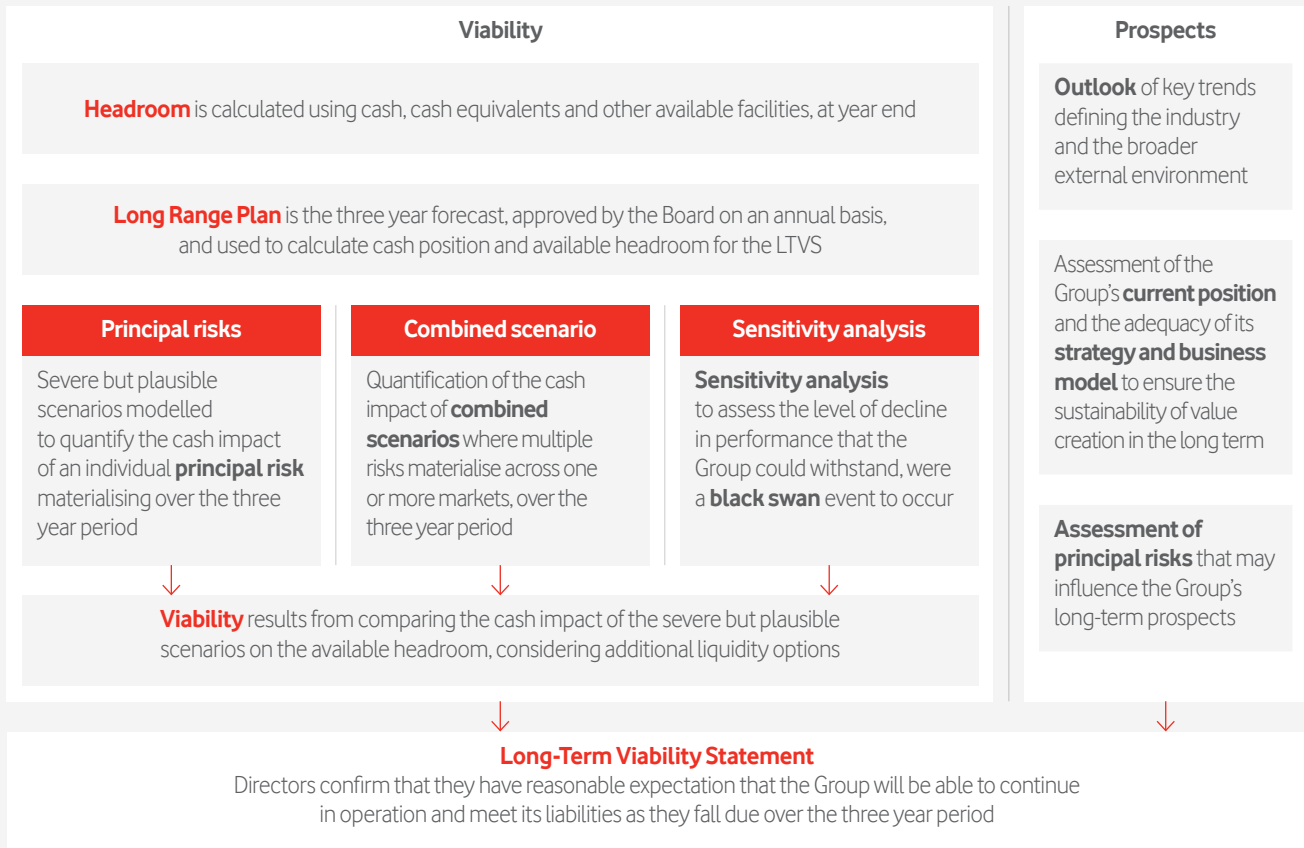 Viability
Headroom is calculated using cash, cash equivalents and other available facilities, at year end
Long Range Plan is the three year forecast, approved by the Board on an annual basis,
and used to calculate cash position and available headroom for the LTVS
Principal risks
Severe but plausible
scenarios modelled
to quantify the cash impact
of an individual principal risk
materialising over the three
year period
Combined scenario
Quantification of the cash
impact of combined
scenarios where multiple
risks materialise across one
or more markets, over the
three year period
Sensitivity analysis
Sensitivity analysis
to assess the level of decline
in performance that the
Group could withstand, were
a black swan event to occur
Viability results from comparing the cash impact of the severe but plausible
scenarios on the available headroom, considering additional liquidity options
Prospects
Outlook of key trends
defining the industry
and the broader
external environment
Assessment of the
Group's current position
and the adequacy of its
strategy and business
model to ensure the
sustainability of value
creation in the long term
Assessment of
principal risks that may
influence the Group's
long-term prospects
Long-Term Viability Statement
Directors confirm that they have reasonable expectation that the Group will be able to continue
in operation and meet its liabilities as they fall due over the three year period